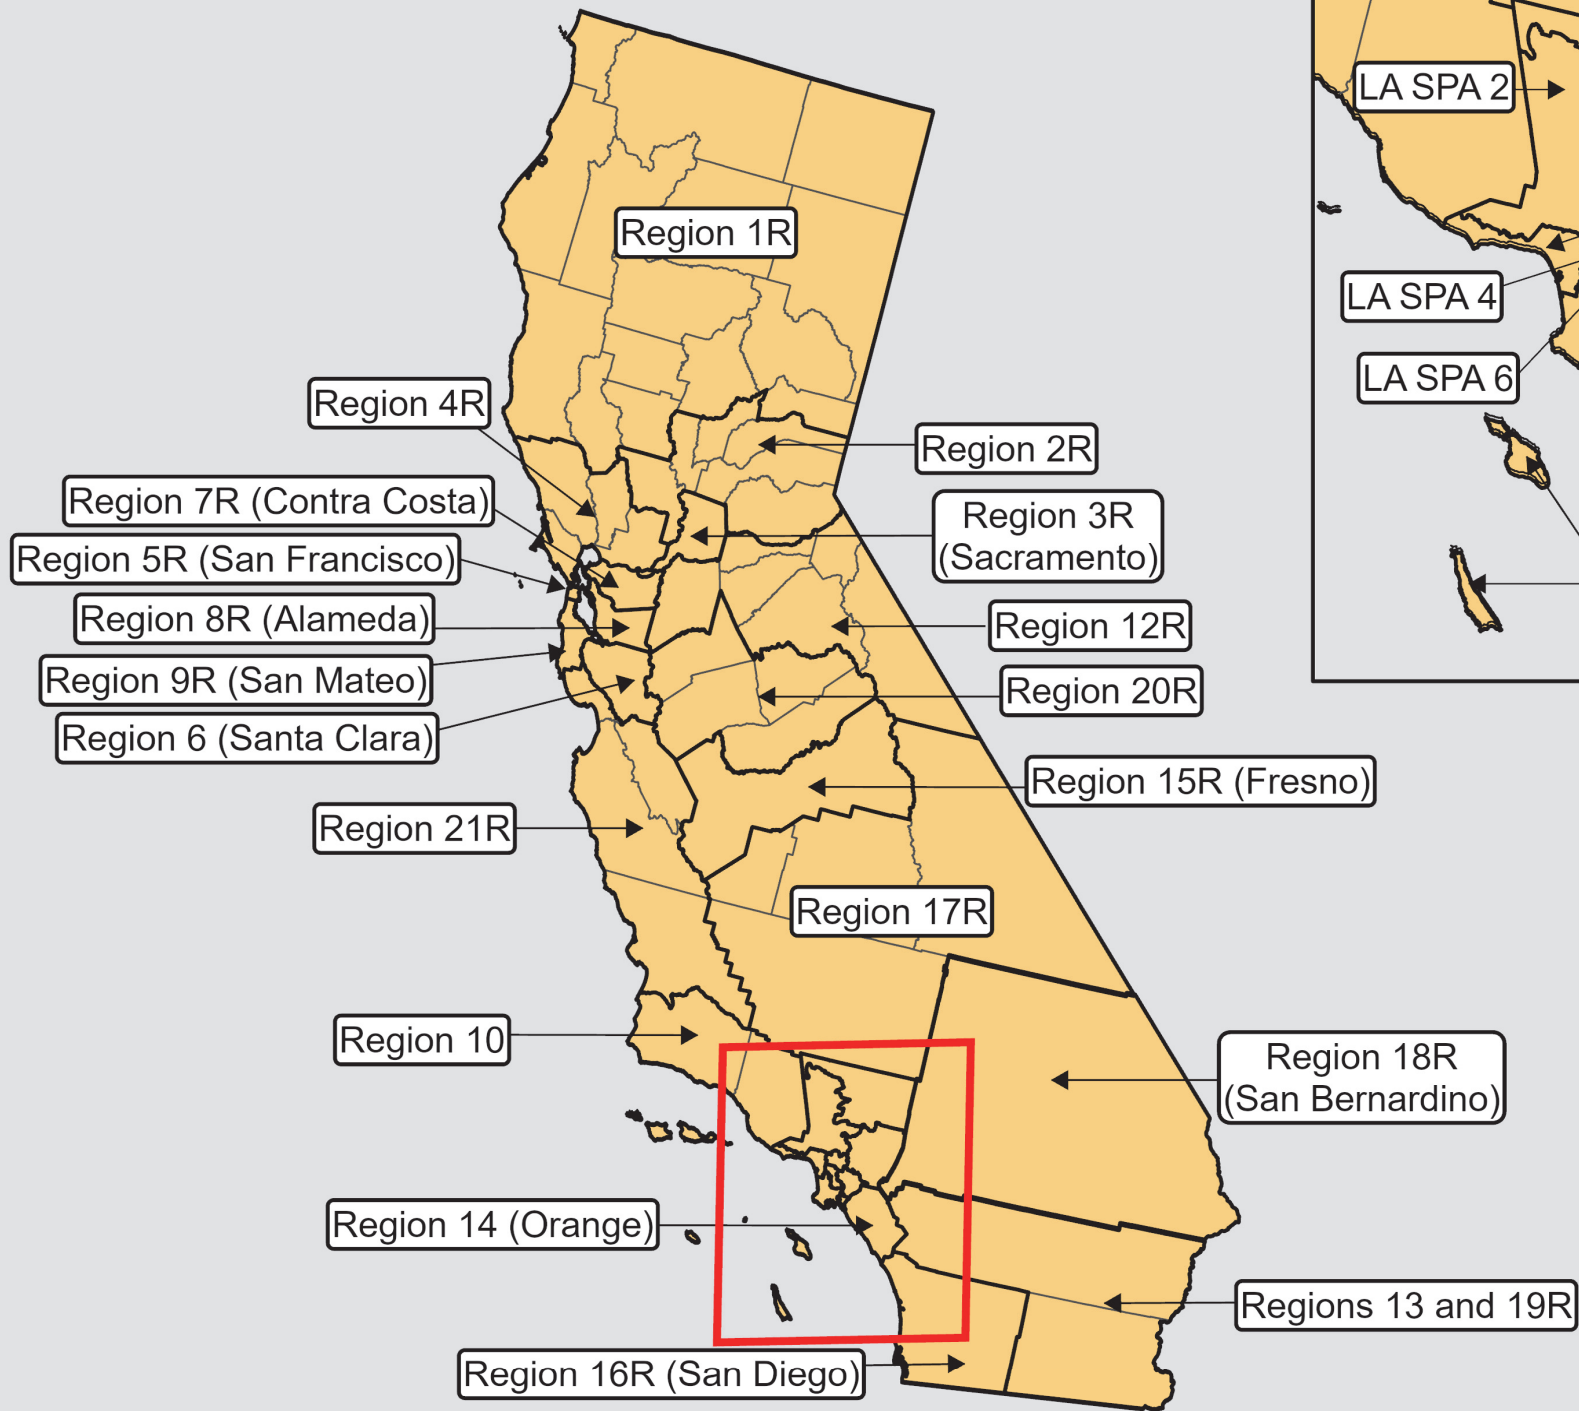 LA SPA 2
Region 1R
LA SPA 4
LA SPA 6
Region 4R
Region 2R
Region 7R (Contra Costa)
Region 3R
(Sacramento)
Region 5R (San Francisco)
Region 8R (Alameda)
Region 12R
Region 9R (San Mateo)
Region 20R
Region 6 (Santa Clara)
Region 15R (Fresno)
Region 21R
Region 17R
Region 10
Region 18R
(San Bernardino)
Region 14 (Orange)
Regions 13 and 19R
Region 16R (San Diego)